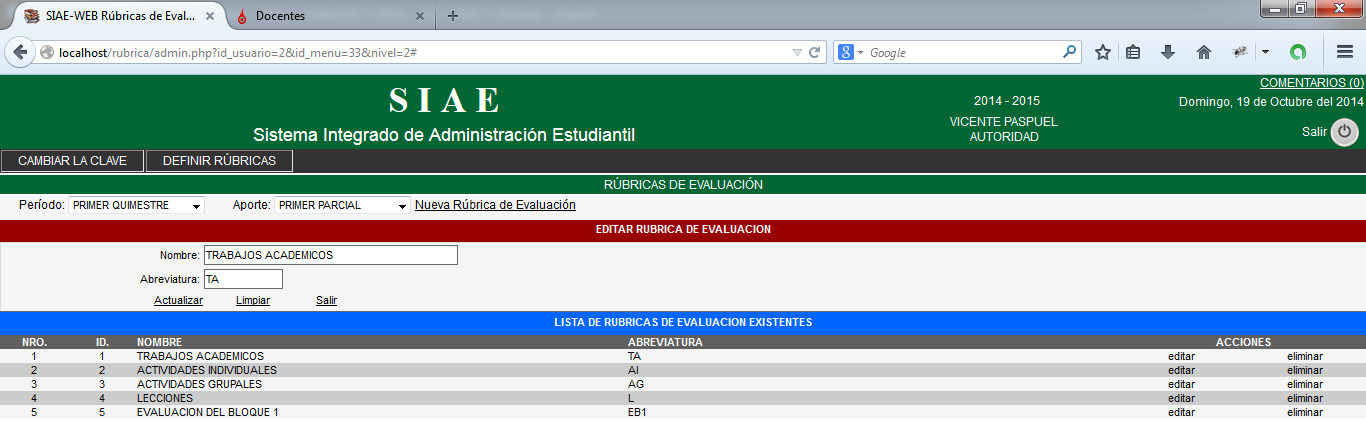 SIAE-WEB Rúbricas de Eval... × Docentes × +
localhost/rubrica/admin.php?id_usuario=2&id_menu=33&nivel=2# Google
COMENTARIOS (0)
S I A E 2014 - 2015 Domingo, 19 de Octubre del 2014
Sistema Integrado de Administración Estudiantil VICENTE PASPUEL
AUTORIDAD Salir
CAMBIAR LA CLAVE DEFINIR RÚBRICAS
RÚBRICAS DE EVALUACIÓN
Período: PRIMER QUIMESTRE Aporte: PRIMER PARCIAL Nueva Rúbrica de Evaluación
EDITAR RUBRICA DE EVALUACION
Nombre: TRABAJOS ACADEMICOS
Abreviatura: TA
Actualizar Limpiar Salir
LISTA DE RUBRICAS DE EVALUACION EXISTENTES
NRO. ID. NOMBRE ABREVIATURA ACCIONES
1 1 TRABAJOS ACADEMICOS TA editar eliminar
2 2 ACTIVIDADES INDIVIDUALES AI editar eliminar
3 3 ACTIVIDADES GRUPALES AG editar eliminar
4 4 LECCIONES L editar eliminar
5 5 EVALUACION DEL BLOQUE 1 EB1 editar eliminar